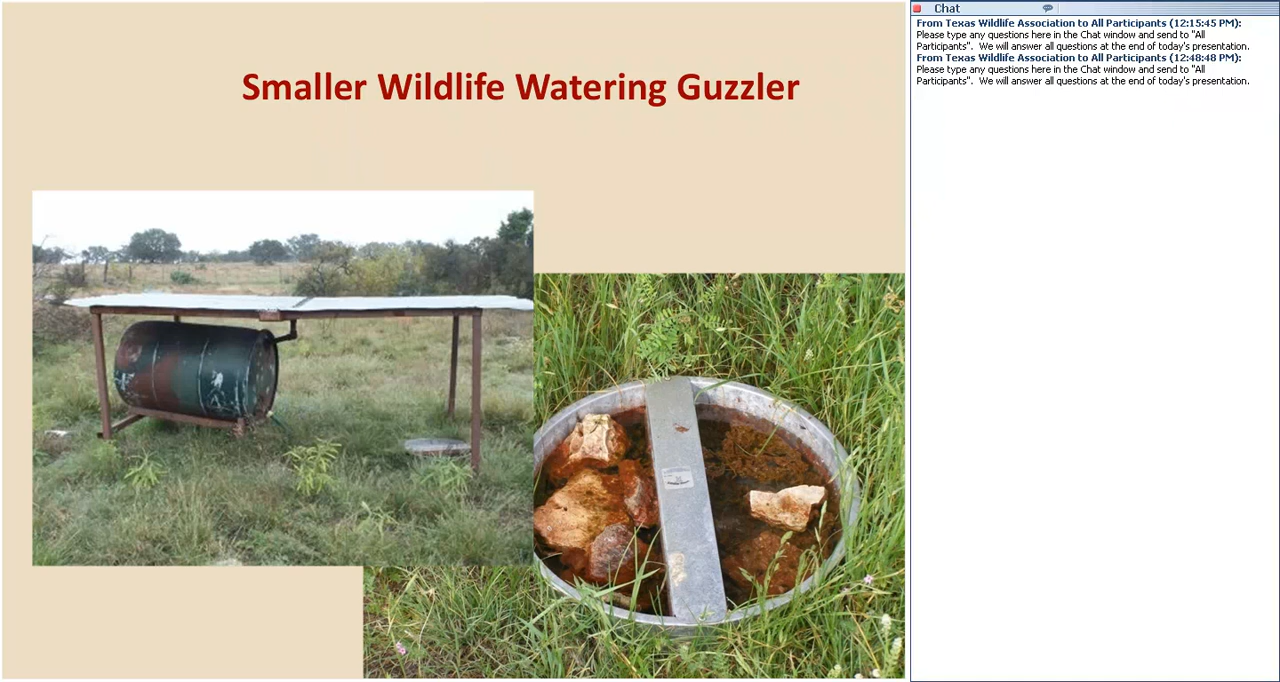 Smaller Wildlife Watering Guzzler
Chat
From Texas Wildlife Association to All Participants (12:15:45 PM):
Please type any questions here in the Chat window and send to "All
Participants".  We will answer all questions at the end of today's presentation.
From Texas Wildlife Association to All Participants (12:48:48 PM):
Please type any questions here in the Chat window and send to "All
Participants".  We will answer all questions at the end of today's presentation.